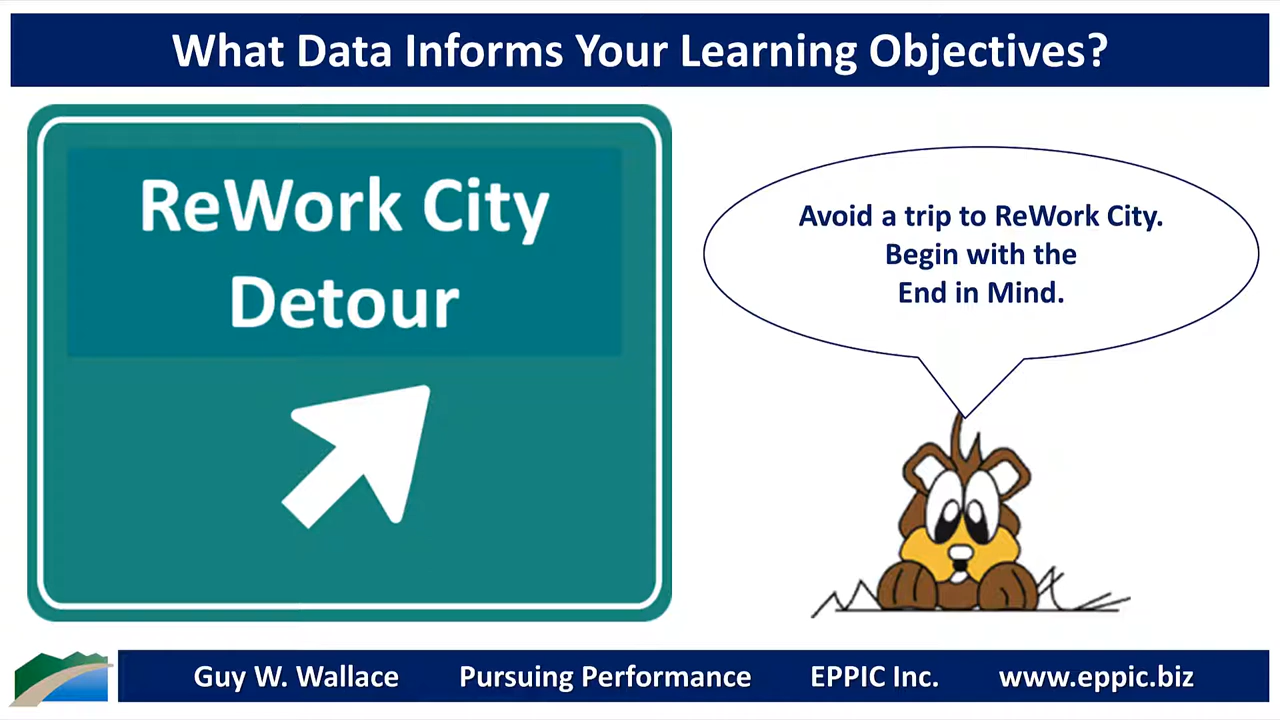 What Data Informs Your Learning Objectives?
ReWork City
Detour
Avoid a trip to ReWork City.
Begin with the
End in Mind.
Guy W. Wallace Pursuing Performance EPPIC Inc. www.eppic.biz